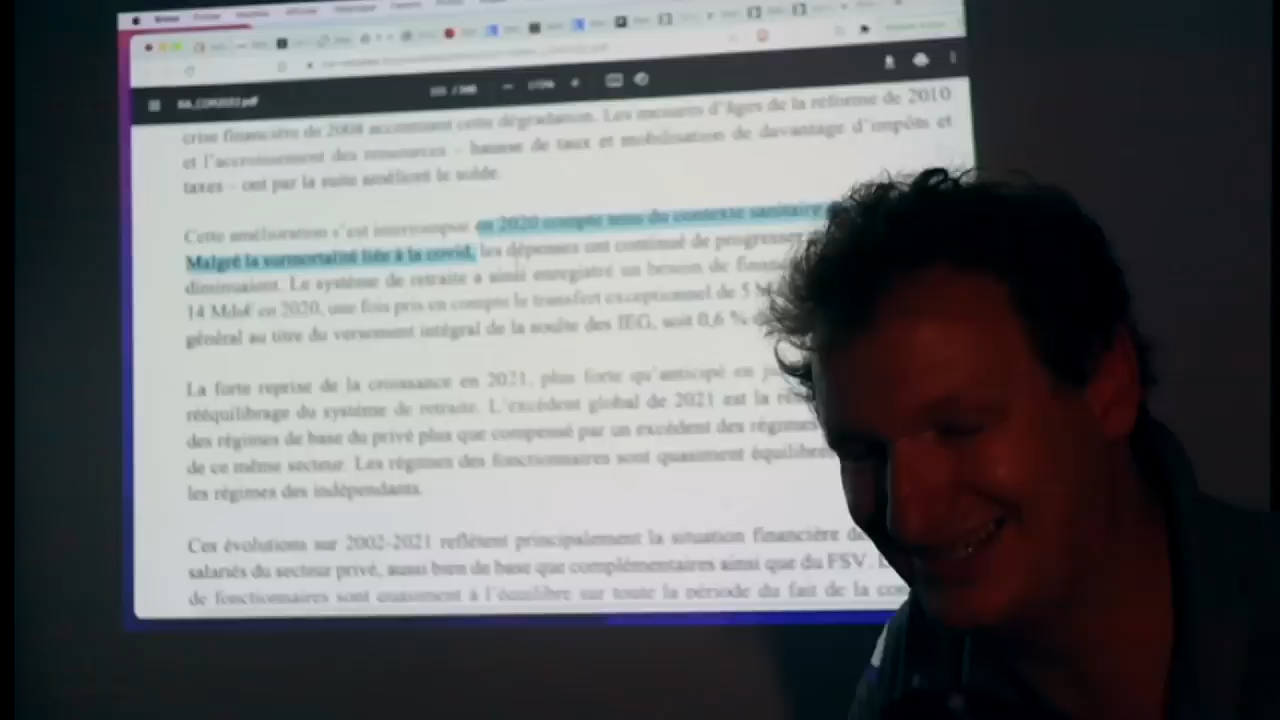 crise financière de 2008 accentuant cette dégradation. Les mesures d'âges de la réforme de 2010
et l'accroissement des ressources – hausse de taux et mobilisation de davantage d'impôts et
taxes – ont par la suite amélioré le solde.
Cette amélioration s'est interrompue en 2020 compte tenu du contexte sanitaire
Malgré la surmortalité liée à la covid, les dépenses ont continué de progresser
diminuaient. Le système de retraite a ainsi enregistré un besoin de
14 Mds€ en 2020, une fois pris en compte le transfert exceptionnel de 5
général au titre du versement intégral de la soulte des IEG, soit 0,6 %
La forte reprise de la croissance en 2021, plus forte qu'anticipé en
rééquilibrage du système de retraite. L'excédent global de 2021 est la
des régimes de base du privé plus que compensé par un excédent des régimes
de ce même secteur. Les régimes des fonctionnaires sont quasiment
les régimes des indépendants.
Ces évolutions sur 2002-2021 reflètent principalement la situation financière
salariés du secteur privé, aussi bien de base que complémentaires ainsi que du FSV.
de fonctionnaires sont quasiment à l'équilibre sur toute la période du fait de la